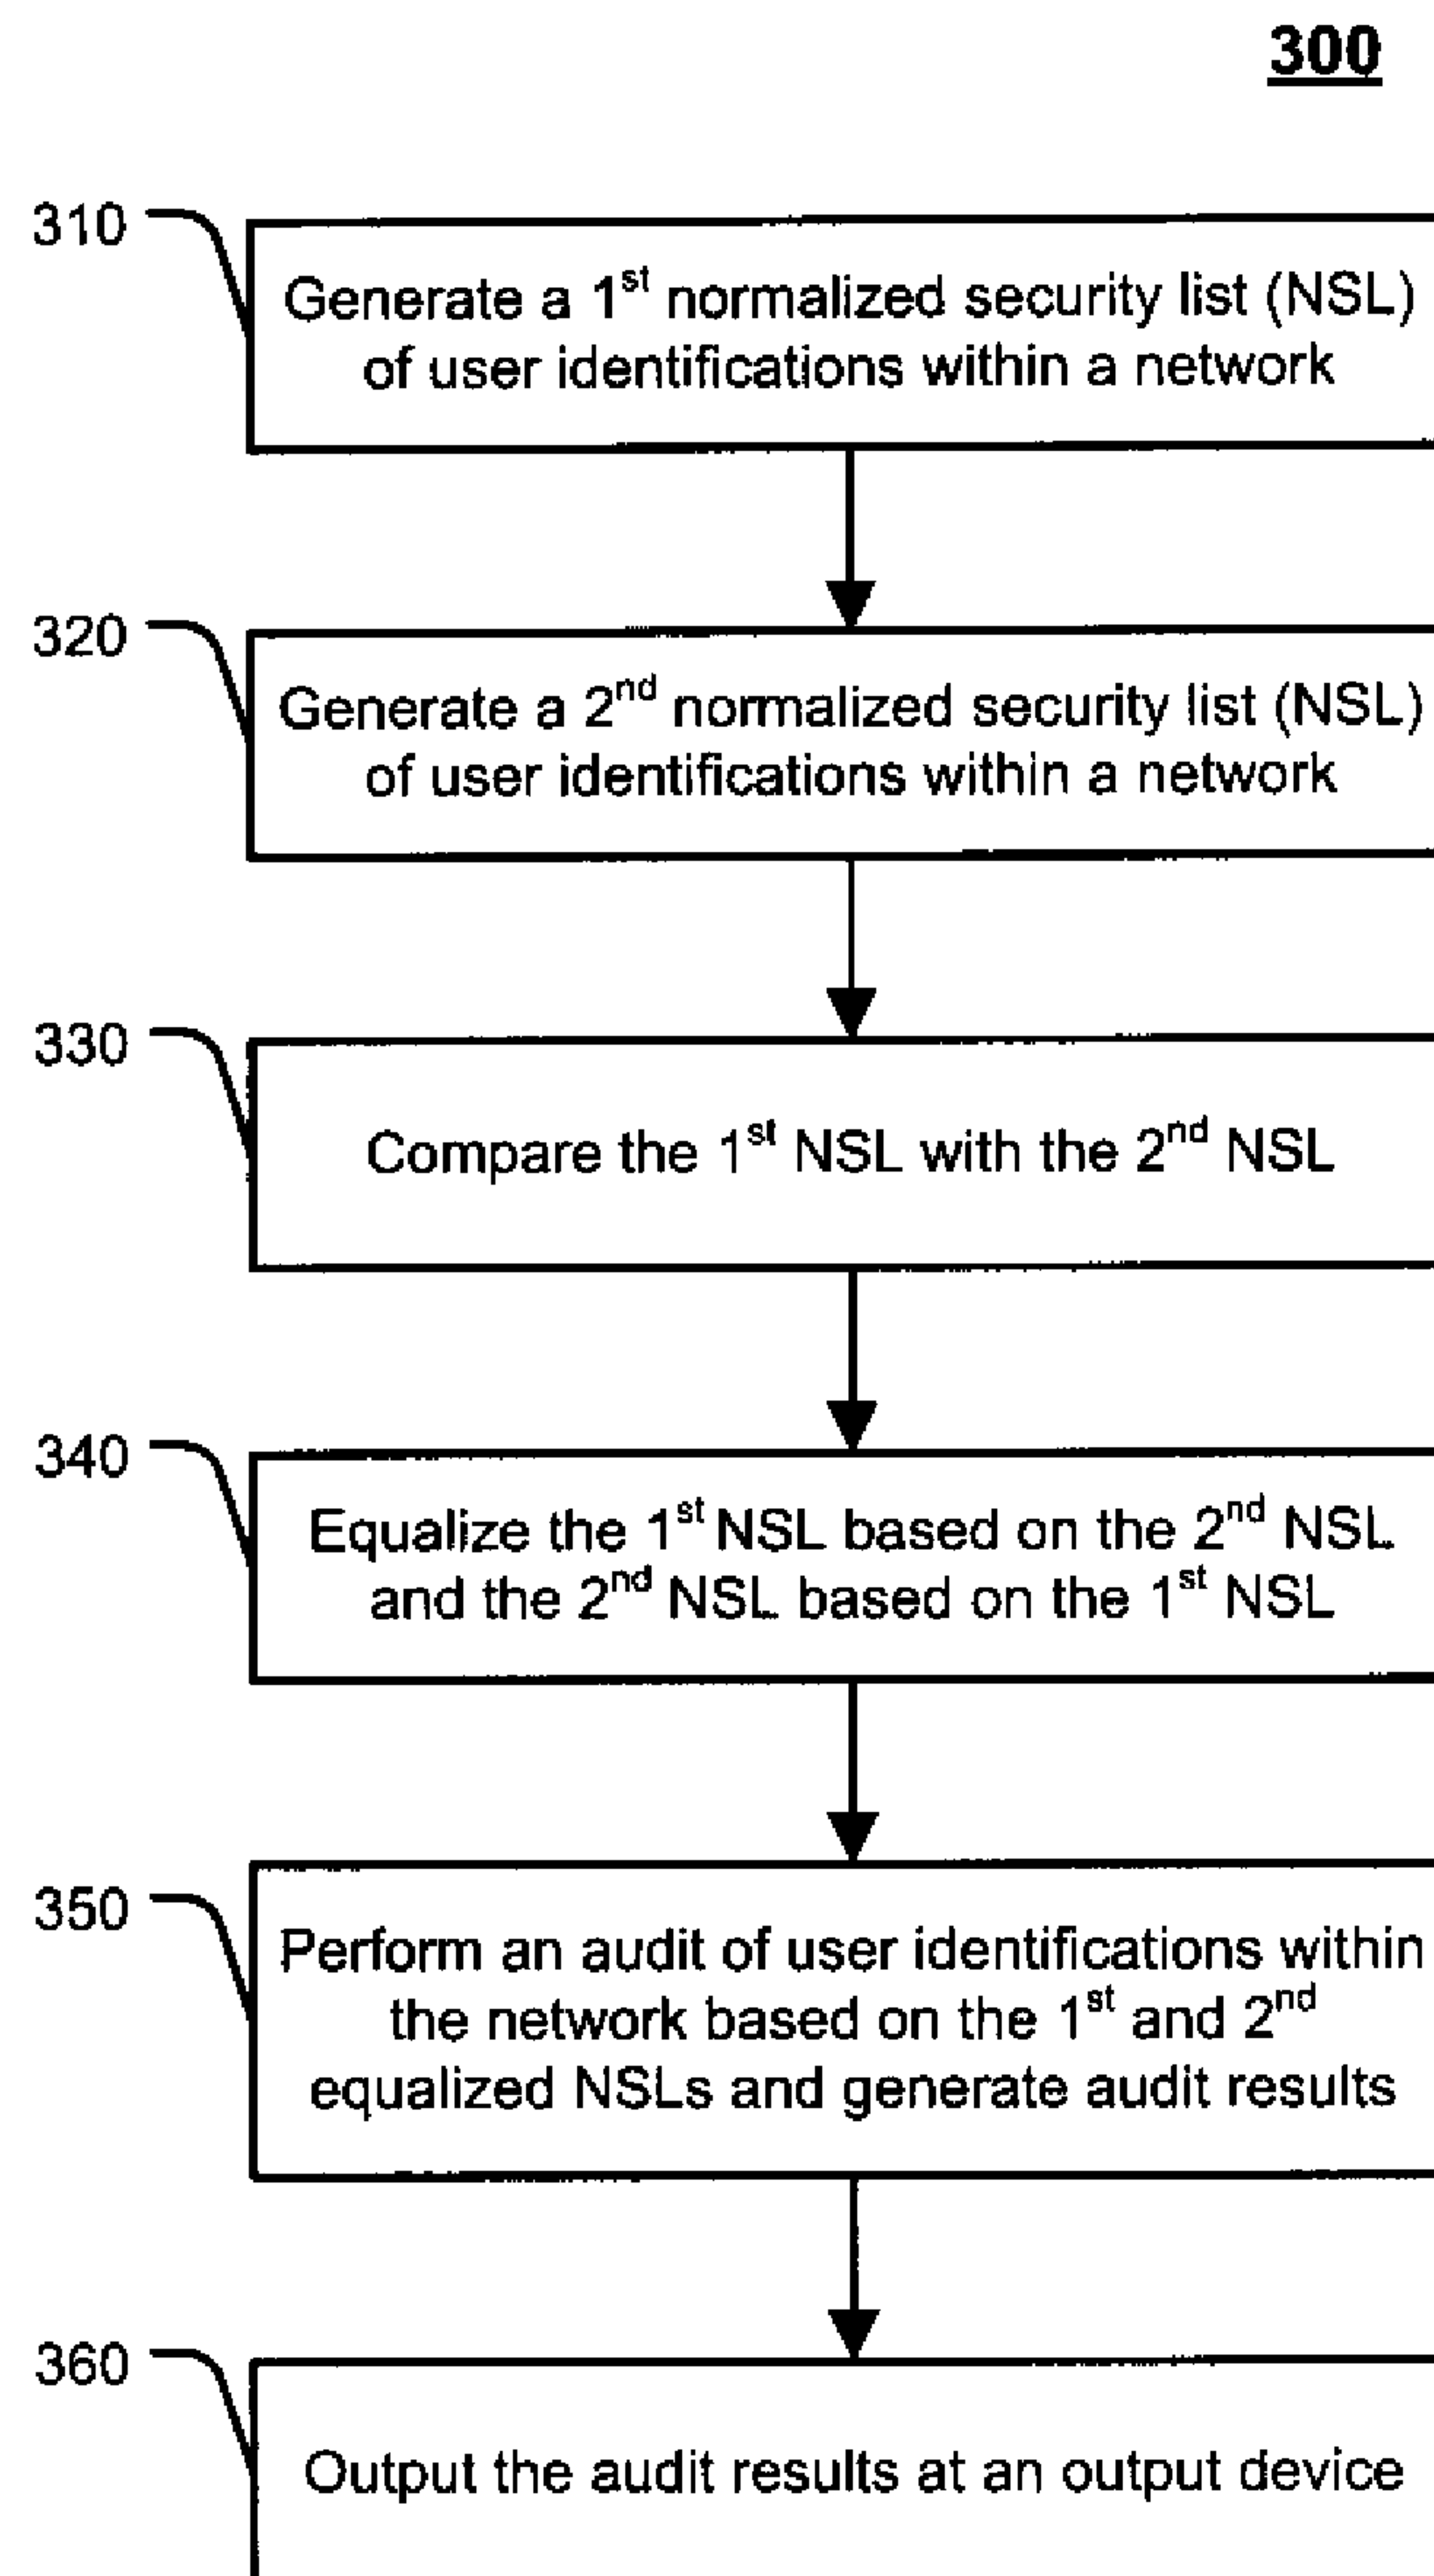 300
310
Generate a 1st normalized security list (NSL)
of user identifications within a network
320
Generate a 2nd normalized security list (NSL)
of user identifications within a network
330
Compare the 1st NSL with the 2nd NSL
340
Equalize the 1st NSL based on the 2nd NSL
and the 2nd NSL based on the 1st NSL
350
Perform an audit of user identifications within
the network based on the 1st and 2nd
equalized NSLs and generate audit results
360
Output the audit results at an output device